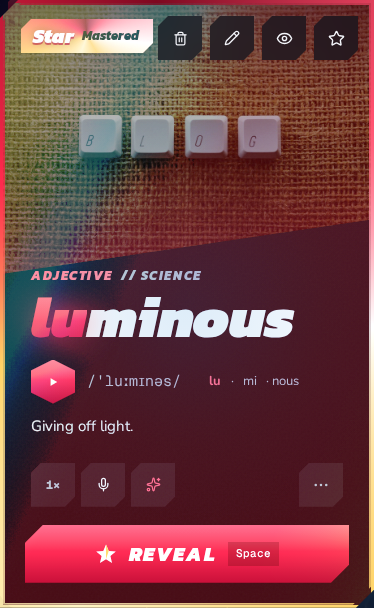 Star Mastered
B L O G
ADJECTIVE // SCIENCE
luminous
/ˈluːmɪnəs/ lu · mi · nous
Giving off light.
1×
REVEAL Space